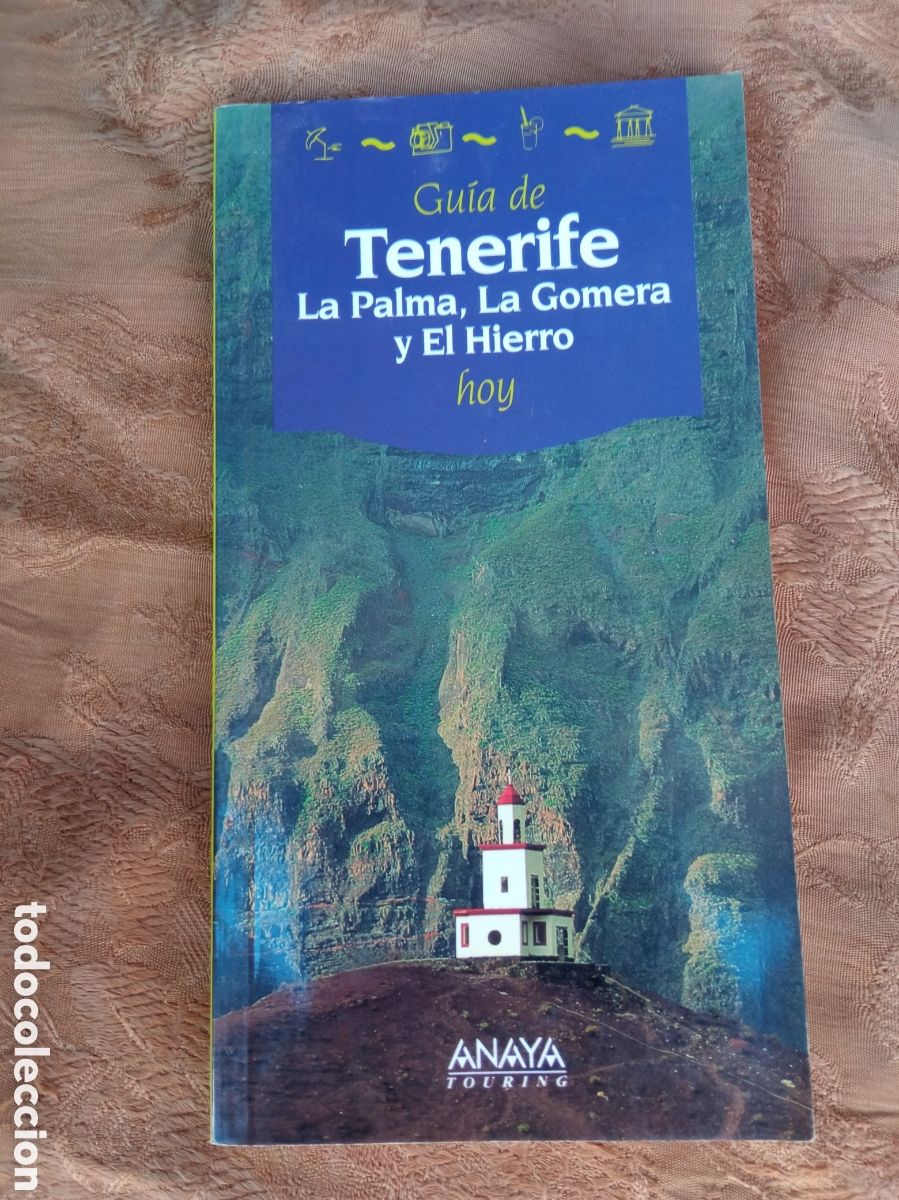 Guía de
Tenerife
La Palma, La Gomera
y El Hierro
hoy
ANAYA
TOURING
todocoleccion